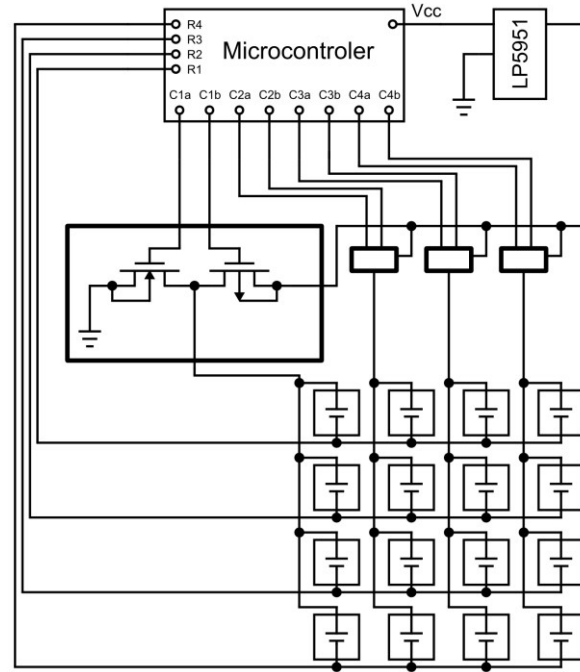 R4
R3
R2
R1
Microcontroler
Vcc
LP5951
C1a C1b C2a C2b C3a C3b C4a C4b